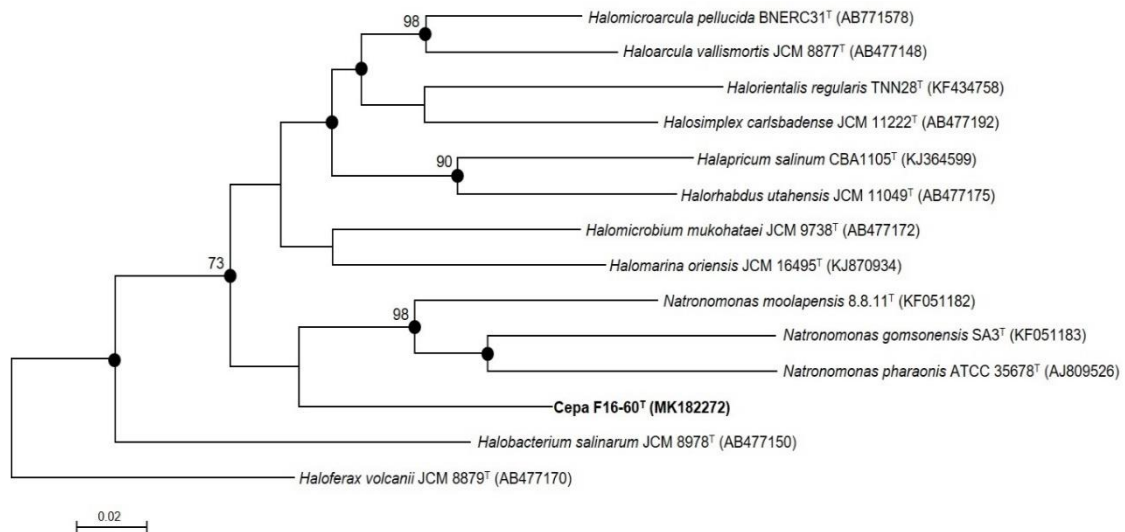 98
Halomicroarcula pellucida BNERC31ᵀ (AB771578)
Haloarcula vallismortis JCM 8877ᵀ (AB477148)
Halorientalis regularis TNN28ᵀ (KF434758)
Halosimplex carlsbadense JCM 11222ᵀ (AB477192)
90
Halapricum salinum CBA1105ᵀ (KJ364599)
Halorhabdus utahensis JCM 11049ᵀ (AB477175)
Halomicrobium mukohataei JCM 9738ᵀ (AB477172)
73
Halomarina oriensis JCM 16495ᵀ (KJ870934)
98
Natronomonas moolapensis 8.8.11ᵀ (KF051182)
Natronomonas gomsonensis SA3ᵀ (KF051183)
Natronomonas pharaonis ATCC 35678ᵀ (AJ809526)
Cepa F16-60ᵀ (MK182272)
Halobacterium salinarum JCM 8978ᵀ (AB477150)
Haloferax volcanii JCM 8879ᵀ (AB477170)
0.02